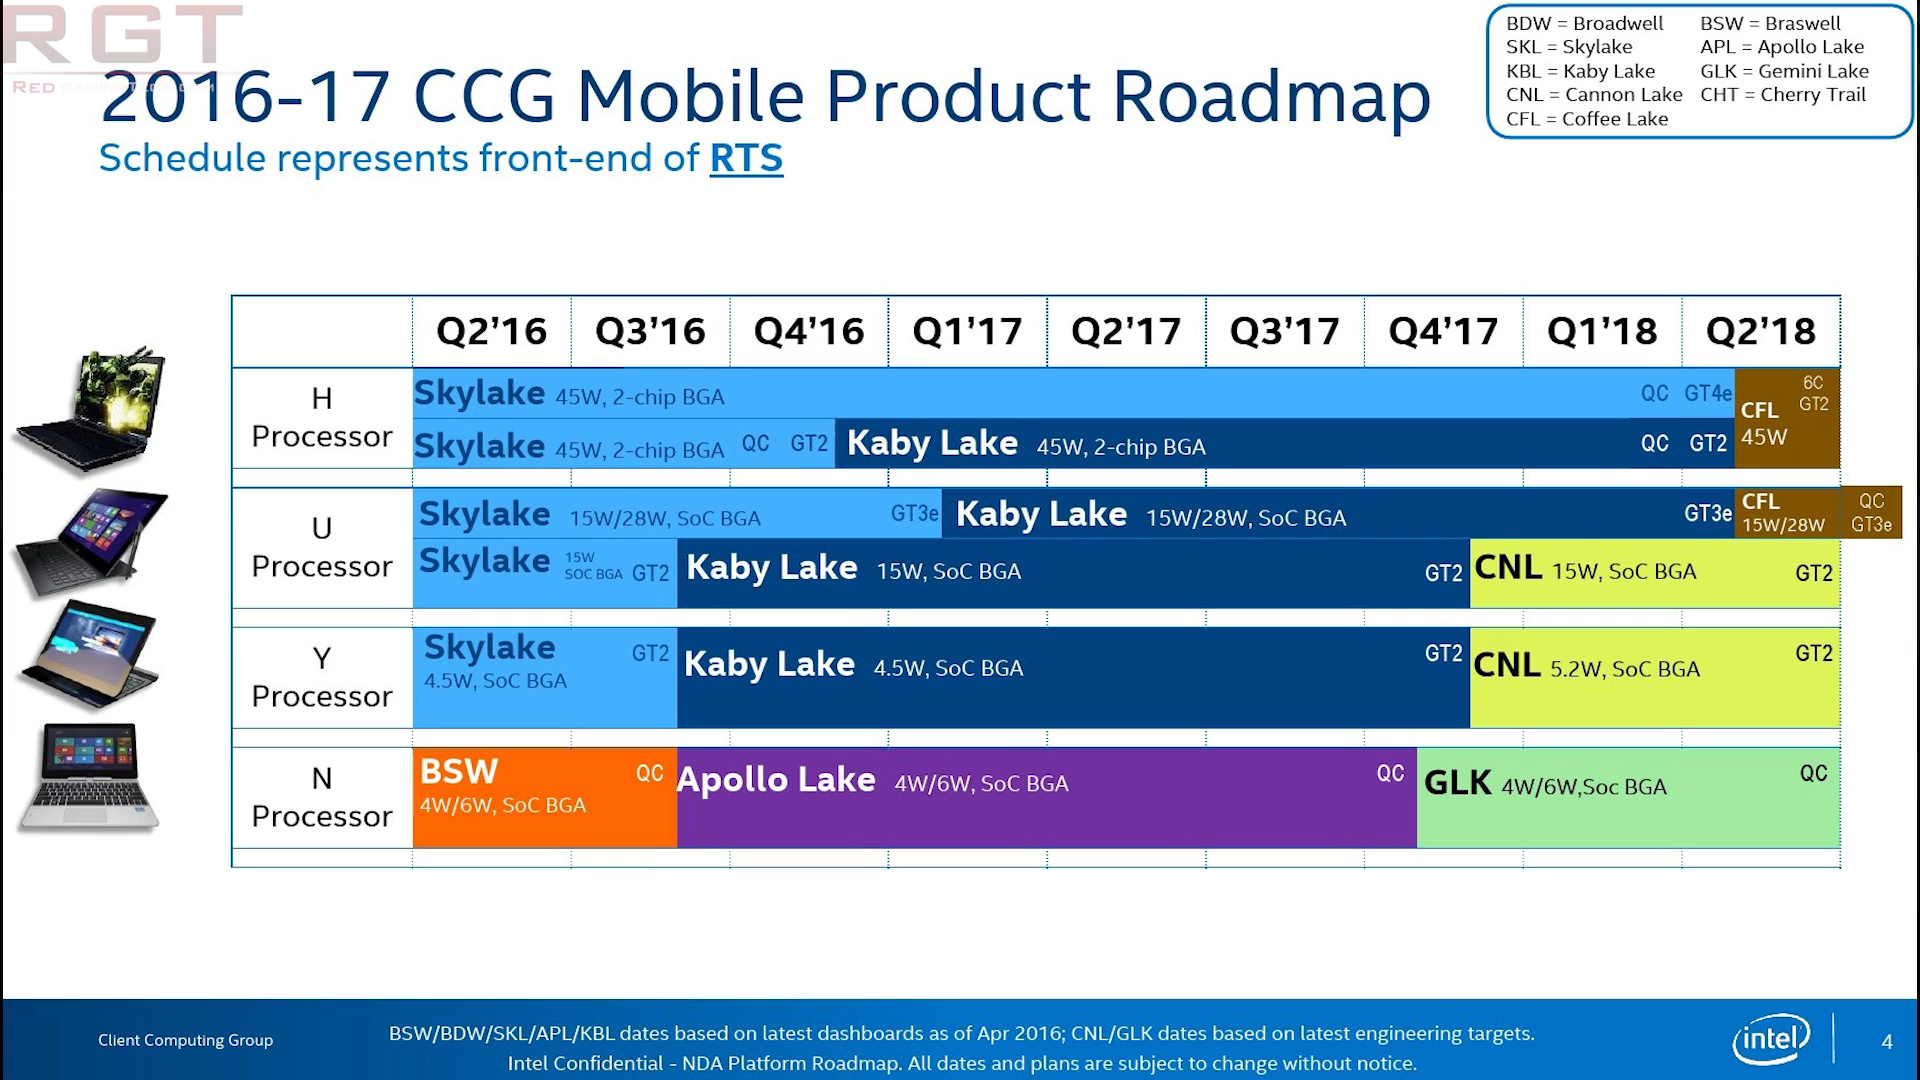 RGT
RED GAMING TECH.COM
BDW = Broadwell BSW = Braswell
SKL = Skylake APL = Apollo Lake
KBL = Kaby Lake GLK = Gemini Lake
CNL = Cannon Lake CHT = Cherry Trail
CFL = Coffee Lake
2016-17 CCG Mobile Product Roadmap
Schedule represents front-end of RTS
Q2’16 Q3’16 Q4’16 Q1’17 Q2’17 Q3’17 Q4’17 Q1’18 Q2’18
H Processor
Skylake 45W, 2-chip BGA QC GT4e
Skylake 45W, 2-chip BGA QC GT2
Kaby Lake 45W, 2-chip BGA QC GT2
CFL 45W 6C GT2
U Processor
Skylake 15W/28W, SoC BGA GT3e
Kaby Lake 15W/28W, SoC BGA GT3e
CFL 15W/28W QC GT3e
Skylake 15W SOC BGA GT2
Kaby Lake 15W, SoC BGA GT2
CNL 15W, SoC BGA GT2
Y Processor
Skylake 4.5W, SoC BGA GT2
Kaby Lake 4.5W, SoC BGA GT2
CNL 5.2W, SoC BGA GT2
N Processor
BSW 4W/6W, SoC BGA QC
Apollo Lake 4W/6W, SoC BGA QC
GLK 4W/6W,Soc BGA QC
Client Computing Group
BSW/BDW/SKL/APL/KBL dates based on latest dashboards as of Apr 2016; CNL/GLK dates based on latest engineering targets.
Intel Confidential - NDA Platform Roadmap. All dates and plans are subject to change without notice.
intel
4